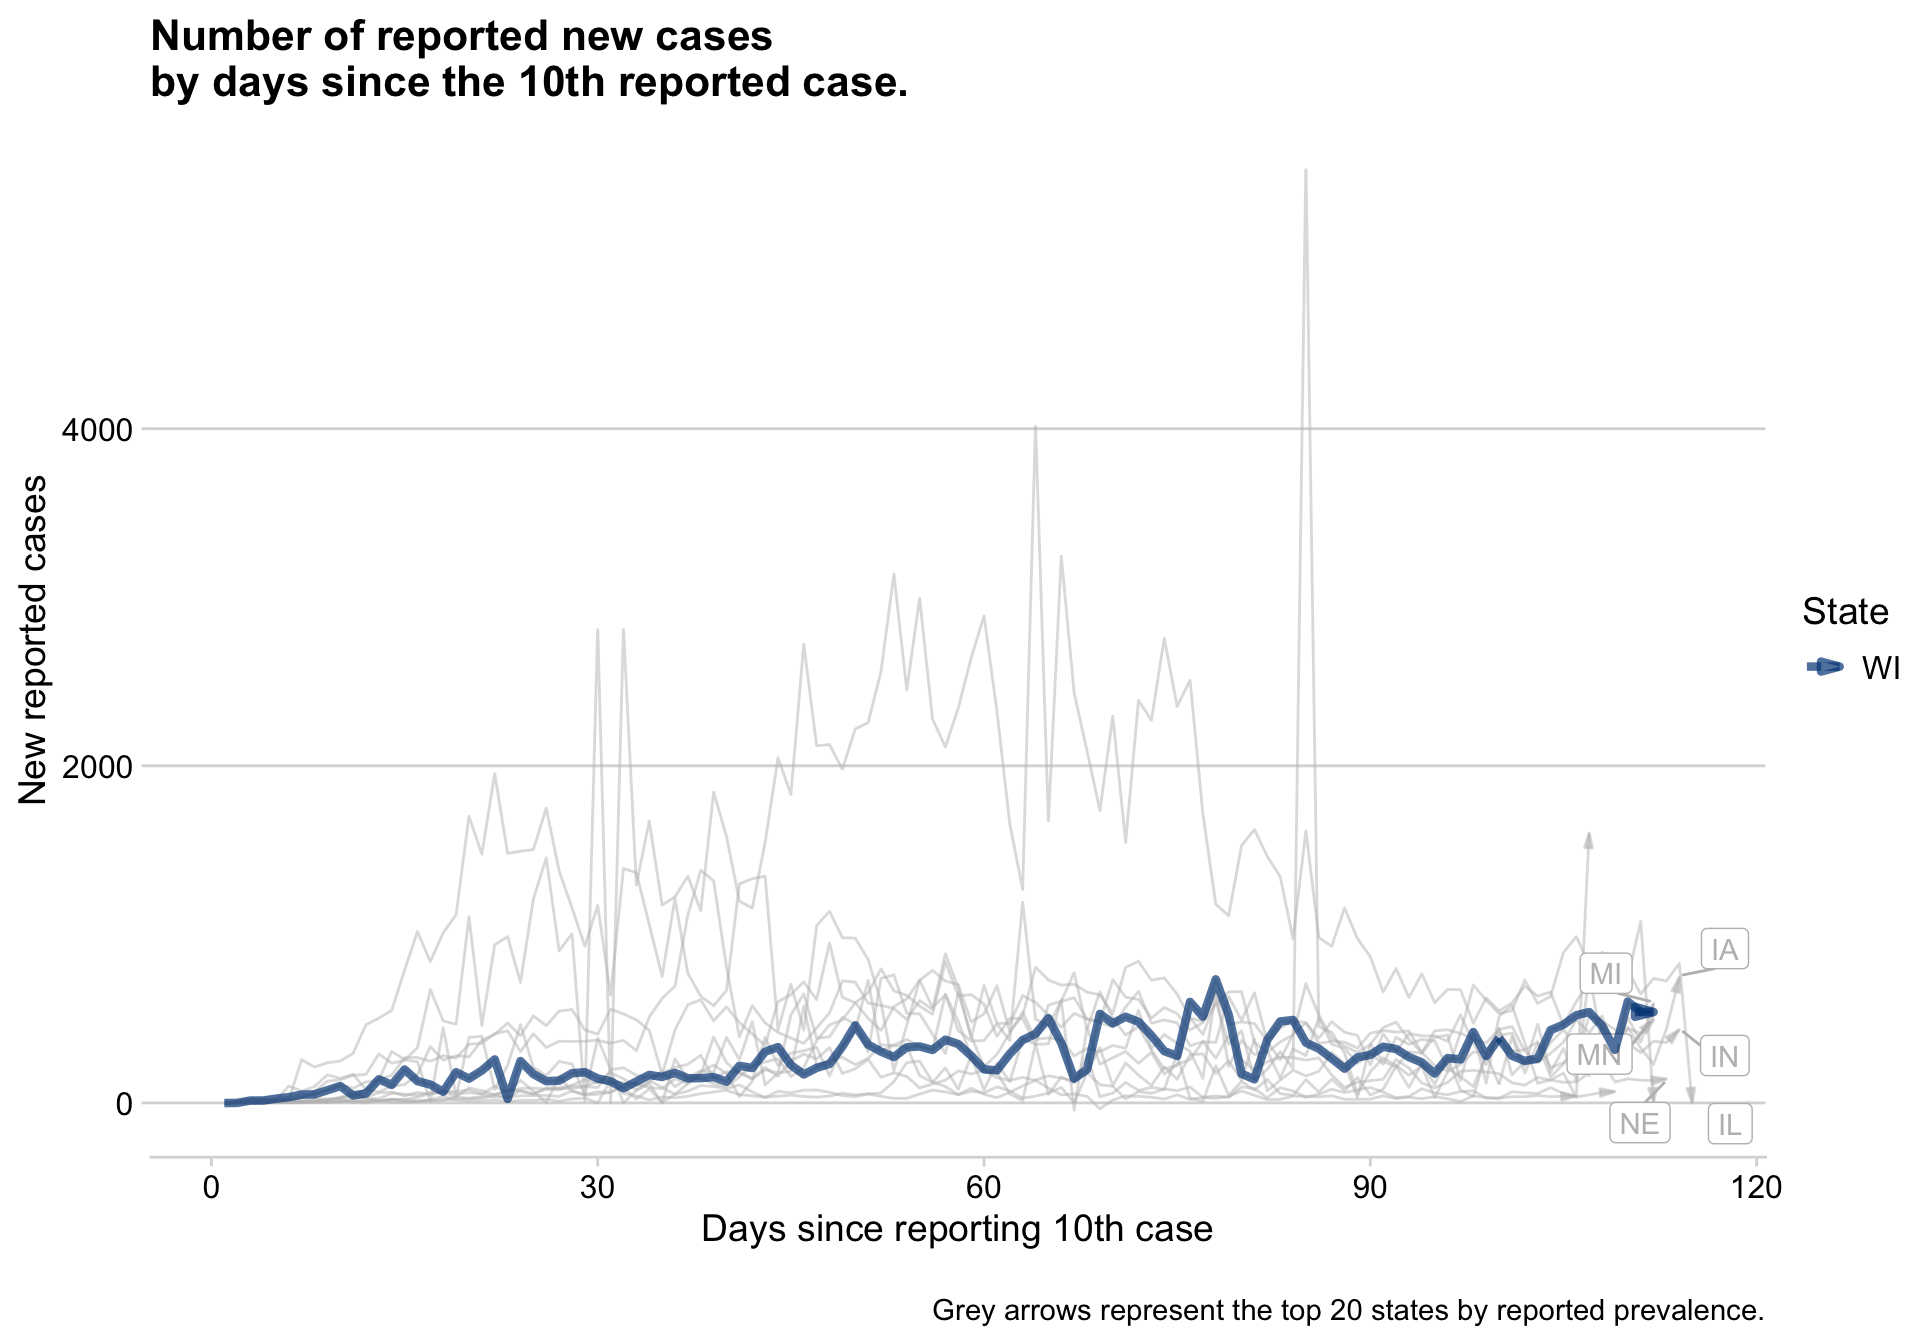 Number of reported new cases
by days since the 10th reported case.
New reported cases
4000
2000
0
0
30
60
90
120
Days since reporting 10th case
MI
IA
MN
IN
NE
IL
State
WI
Grey arrows represent the top 20 states by reported prevalence.